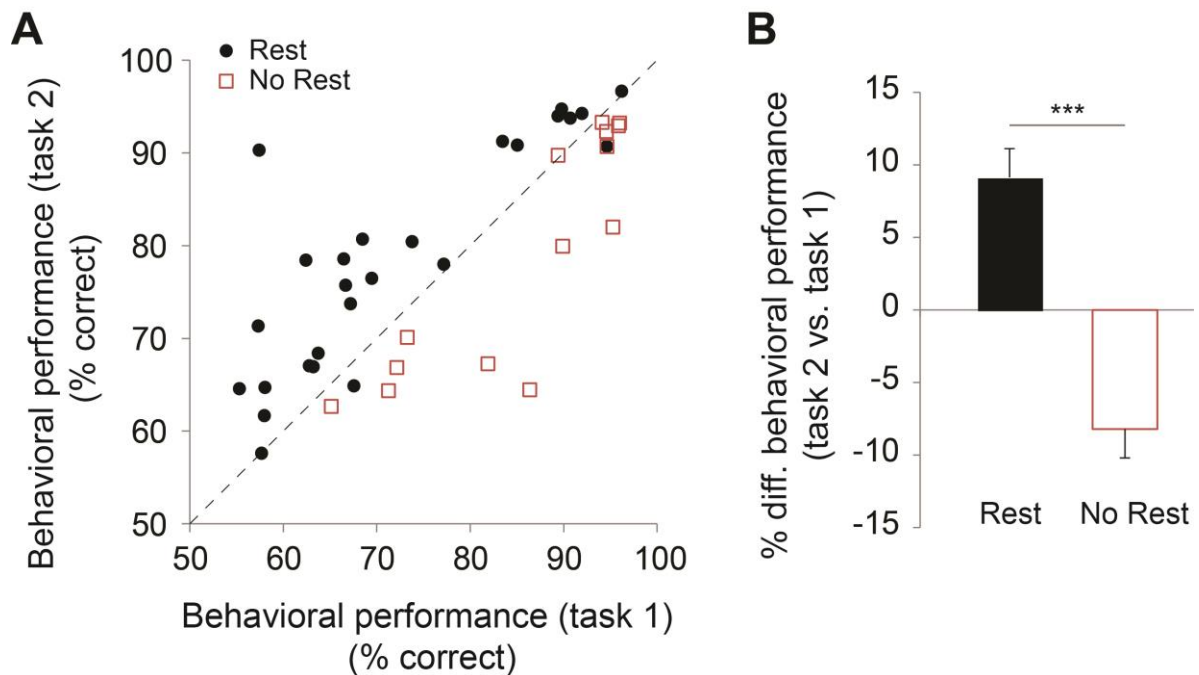 A
Behavioral performance (task 2)
(% correct)
Rest
No Rest
100
90
80
70
60
50
50 60 70 80 90 100
Behavioral performance (task 1)
(% correct)
B
% diff. behavioral performance
(task 2 vs. task 1)
15
10
5
0
-5
-10
-15
***
Rest No Rest